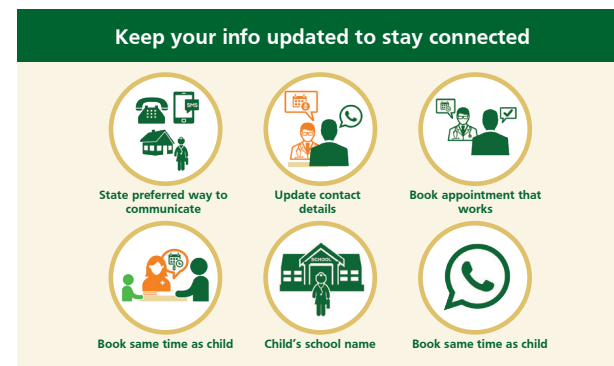 Keep your info updated to stay connected
SMS
State preferred way to
communicate
Update contact
details
Book appointment that
works
SCHOOL
Book same time as child
Child's school name
Book same time as child